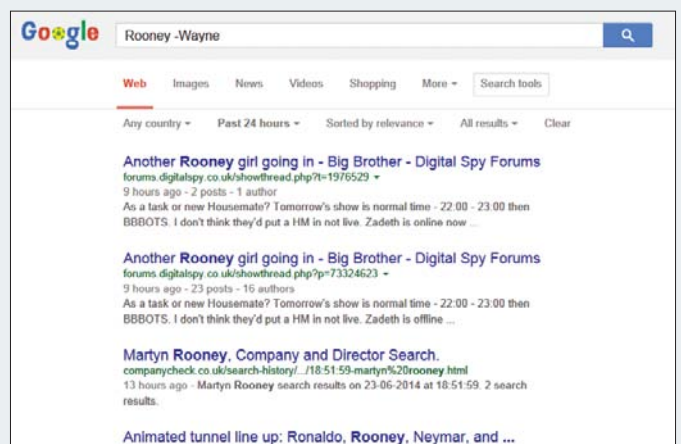 Google
Rooney -Wayne
Web Images News Videos Shopping More Search tools
Any country Past 24 hours Sorted by relevance All results Clear
Another Rooney girl going in - Big Brother - Digital Spy Forums
forums.digitalspy.co.uk/showthread.php?t=1976529
9 hours ago - 2 posts - 1 author
As a task or new Housemate? Tomorrow's show is normal time - 22:00 - 23:00 then
BBBOTS. I don't think they'd put a HM in not live. Zadeth is online now ...
Another Rooney girl going in - Big Brother - Digital Spy Forums
forums.digitalspy.co.uk/showthread.php?p=73324623
9 hours ago - 23 posts - 16 authors
As a task or new Housemate? Tomorrow's show is normal time - 22:00 - 23:00 then
BBBOTS. I don't think they'd put a HM in not live. Zadeth is offline ...
Martyn Rooney, Company and Director Search.
companycheck.co.uk/search-history/.../18:51:59-martyn%20rooney.html
13 hours ago - Martyn Rooney search results on 23-06-2014 at 18:51:59. 2 search
results.
Animated tunnel line up: Ronaldo, Rooney, Neymar, and ...